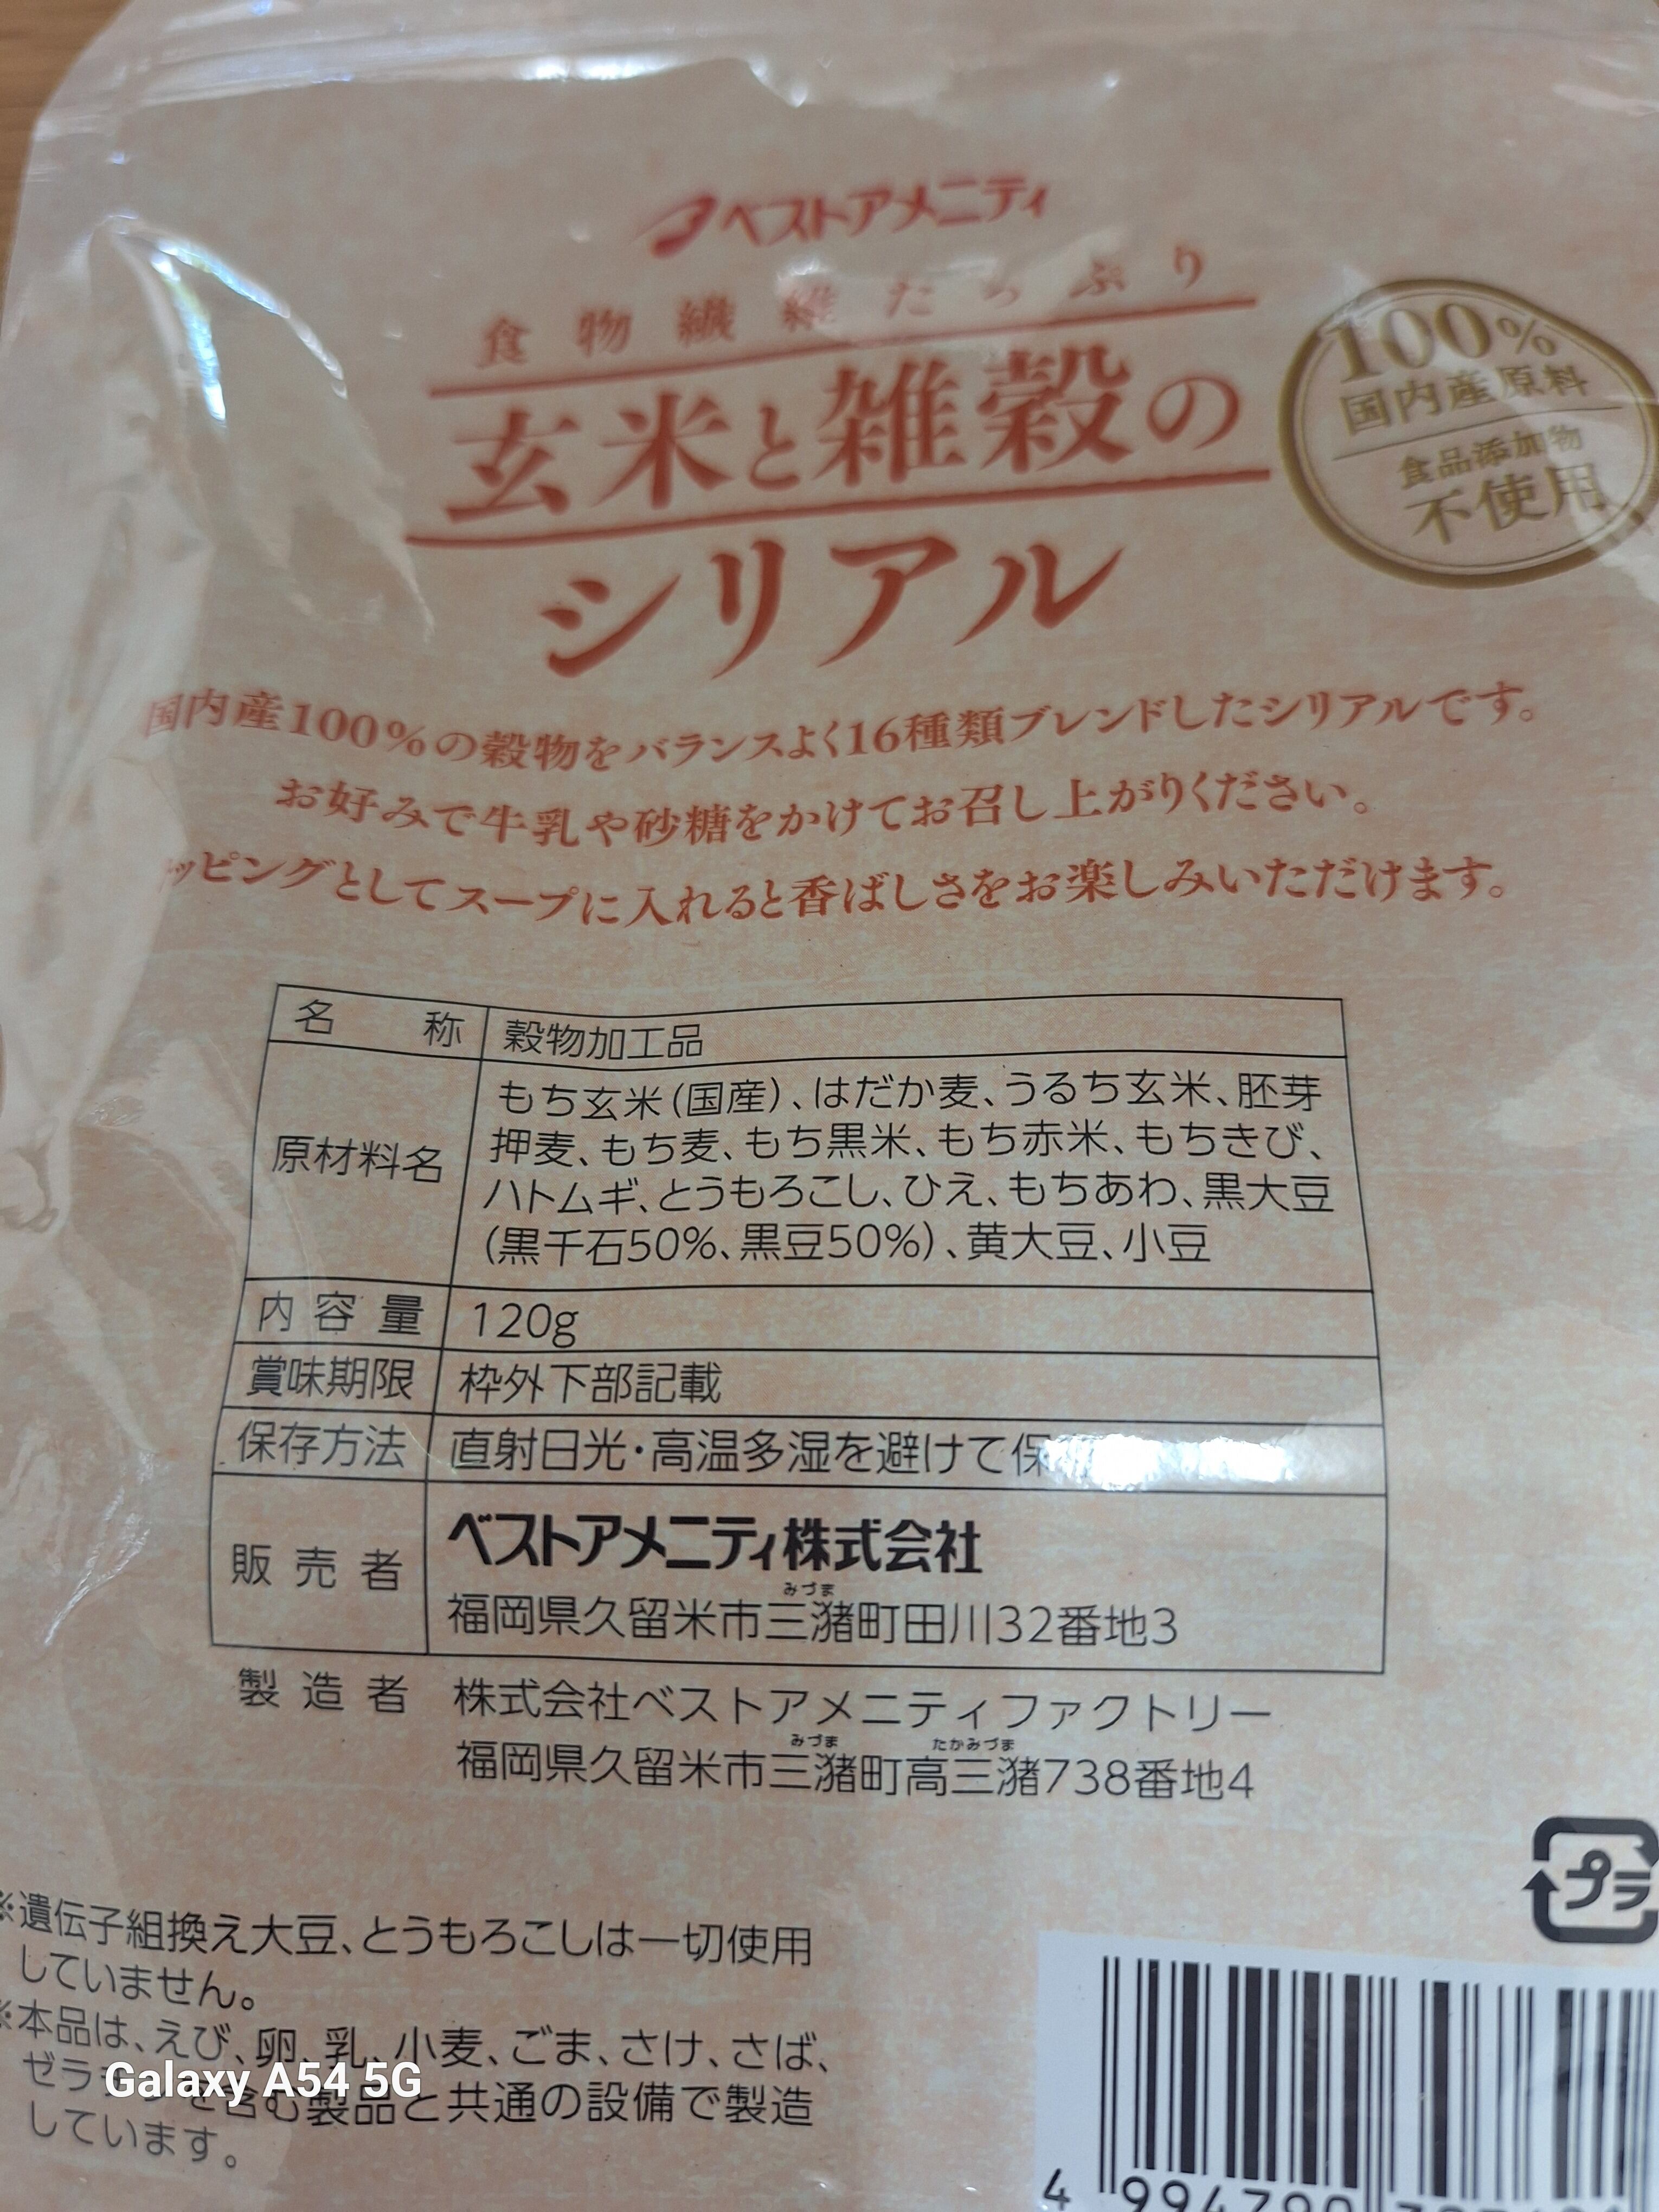 ベストアメニティ
食物繊維たっぷり
玄米と雑穀の
シリアル
100%
国内産原料
食品添加物
不使用
国内産100%の穀物をバランスよく16種類ブレンドしたシリアルです。
お好みで牛乳や砂糖をかけてお召し上がりください。
ッピングとしてスープに入れると香ばしさをお楽しみいただけます。
名称 穀物加工品
原材料名 もち玄米(国産)、はだか麦、うるち玄米、胚芽
押麦、もち麦、もち黒米、もち赤米、もちきび、
ハトムギ、とうもろこし、ひえ、もちあわ、黒大豆
(黒千石50%、黒豆50%)、黄大豆、小豆
内容量 120g
賞味期限 枠外下部記載
保存方法 直射日光・高温多湿を避けて保
販売者 ベストアメニティ株式会社
福岡県久留米市三潴町田川32番地3
みづま
製造者 株式会社ベストアメニティファクトリー
福岡県久留米市三潴町高三潴738番地4
みづま たかみづま
プラ
※遺伝子組換え大豆、とうもろこしは一切使用
していません。
※本品は、えび、卵、乳、小麦、ごま、さけ、さば、
ゼラ を含む製品と共通の設備で製造
しています。
Galaxy A54 5G
4 994790